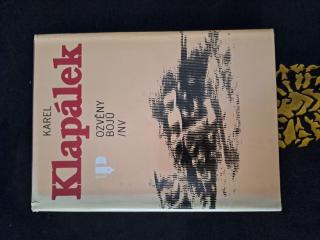 KAREL
Klapálek
OZVĚNY
BOJŮ
/NV